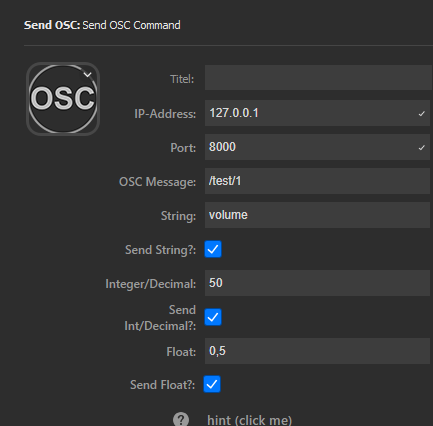 Send OSC: Send OSC Command
OSC
Titel:
IP-Address: 127.0.0.1
Port: 8000
OSC Message: /test/1
String: volume
Send String?:
Integer/Decimal: 50
Send
Int/Decimal?:
Float: 0,5
Send Float?:
? hint (click me)